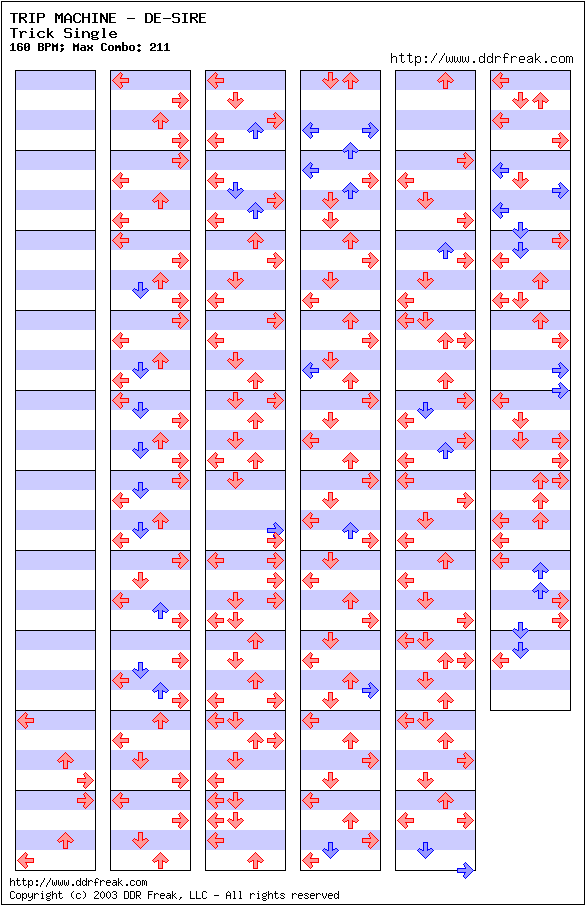 TRIP MACHINE - DE-SIRE
Trick Single
160 BPM; Max Combo: 211
http://www.ddrfreak.com
http://www.ddrfreak.com
Copyright (c) 2003 DDR Freak, LLC - All rights reserved